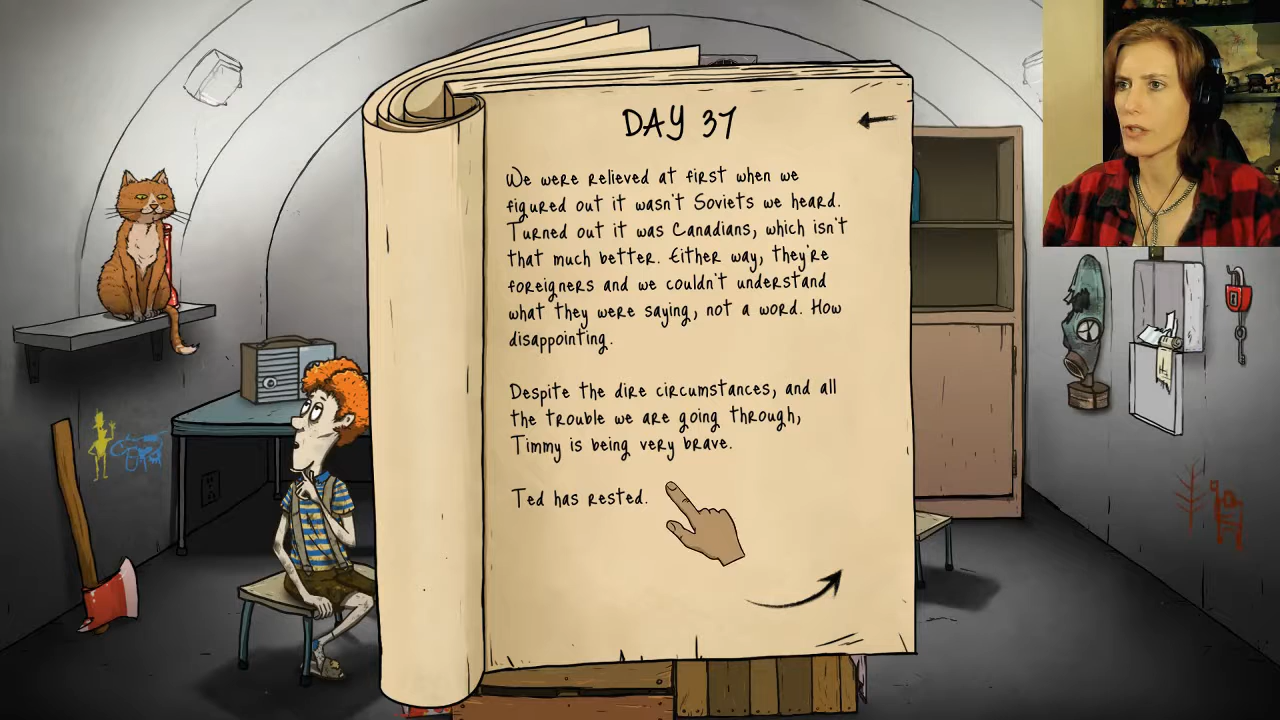 DAY 37
We were relieved at first when we
figured out it wasn't Soviets we heard.
Turned out it was Canadians, which isn't
that much better. Either way, they're
foreigners and we couldn't understand
what they were saying, not a word. How
disappointing.
Despite the dire circumstances, and all
the trouble we are going through,
Timmy is being very brave.
Ted has rested.